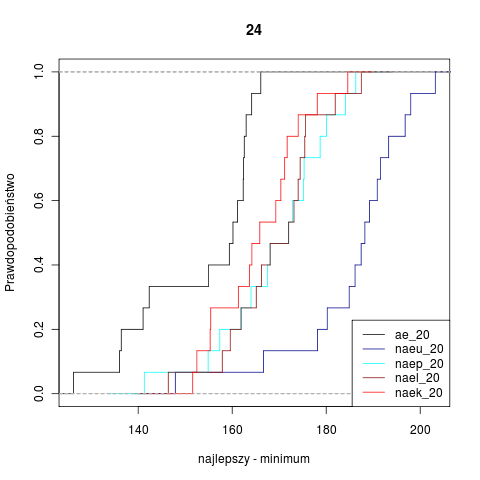 24
Prawdopodobieństwo
1.0
0.8
0.6
0.4
0.2
0.0
ae_20
naeu_20
naep_20
nael_20
naek_20
140 160 180 200
najlepszy - minimum